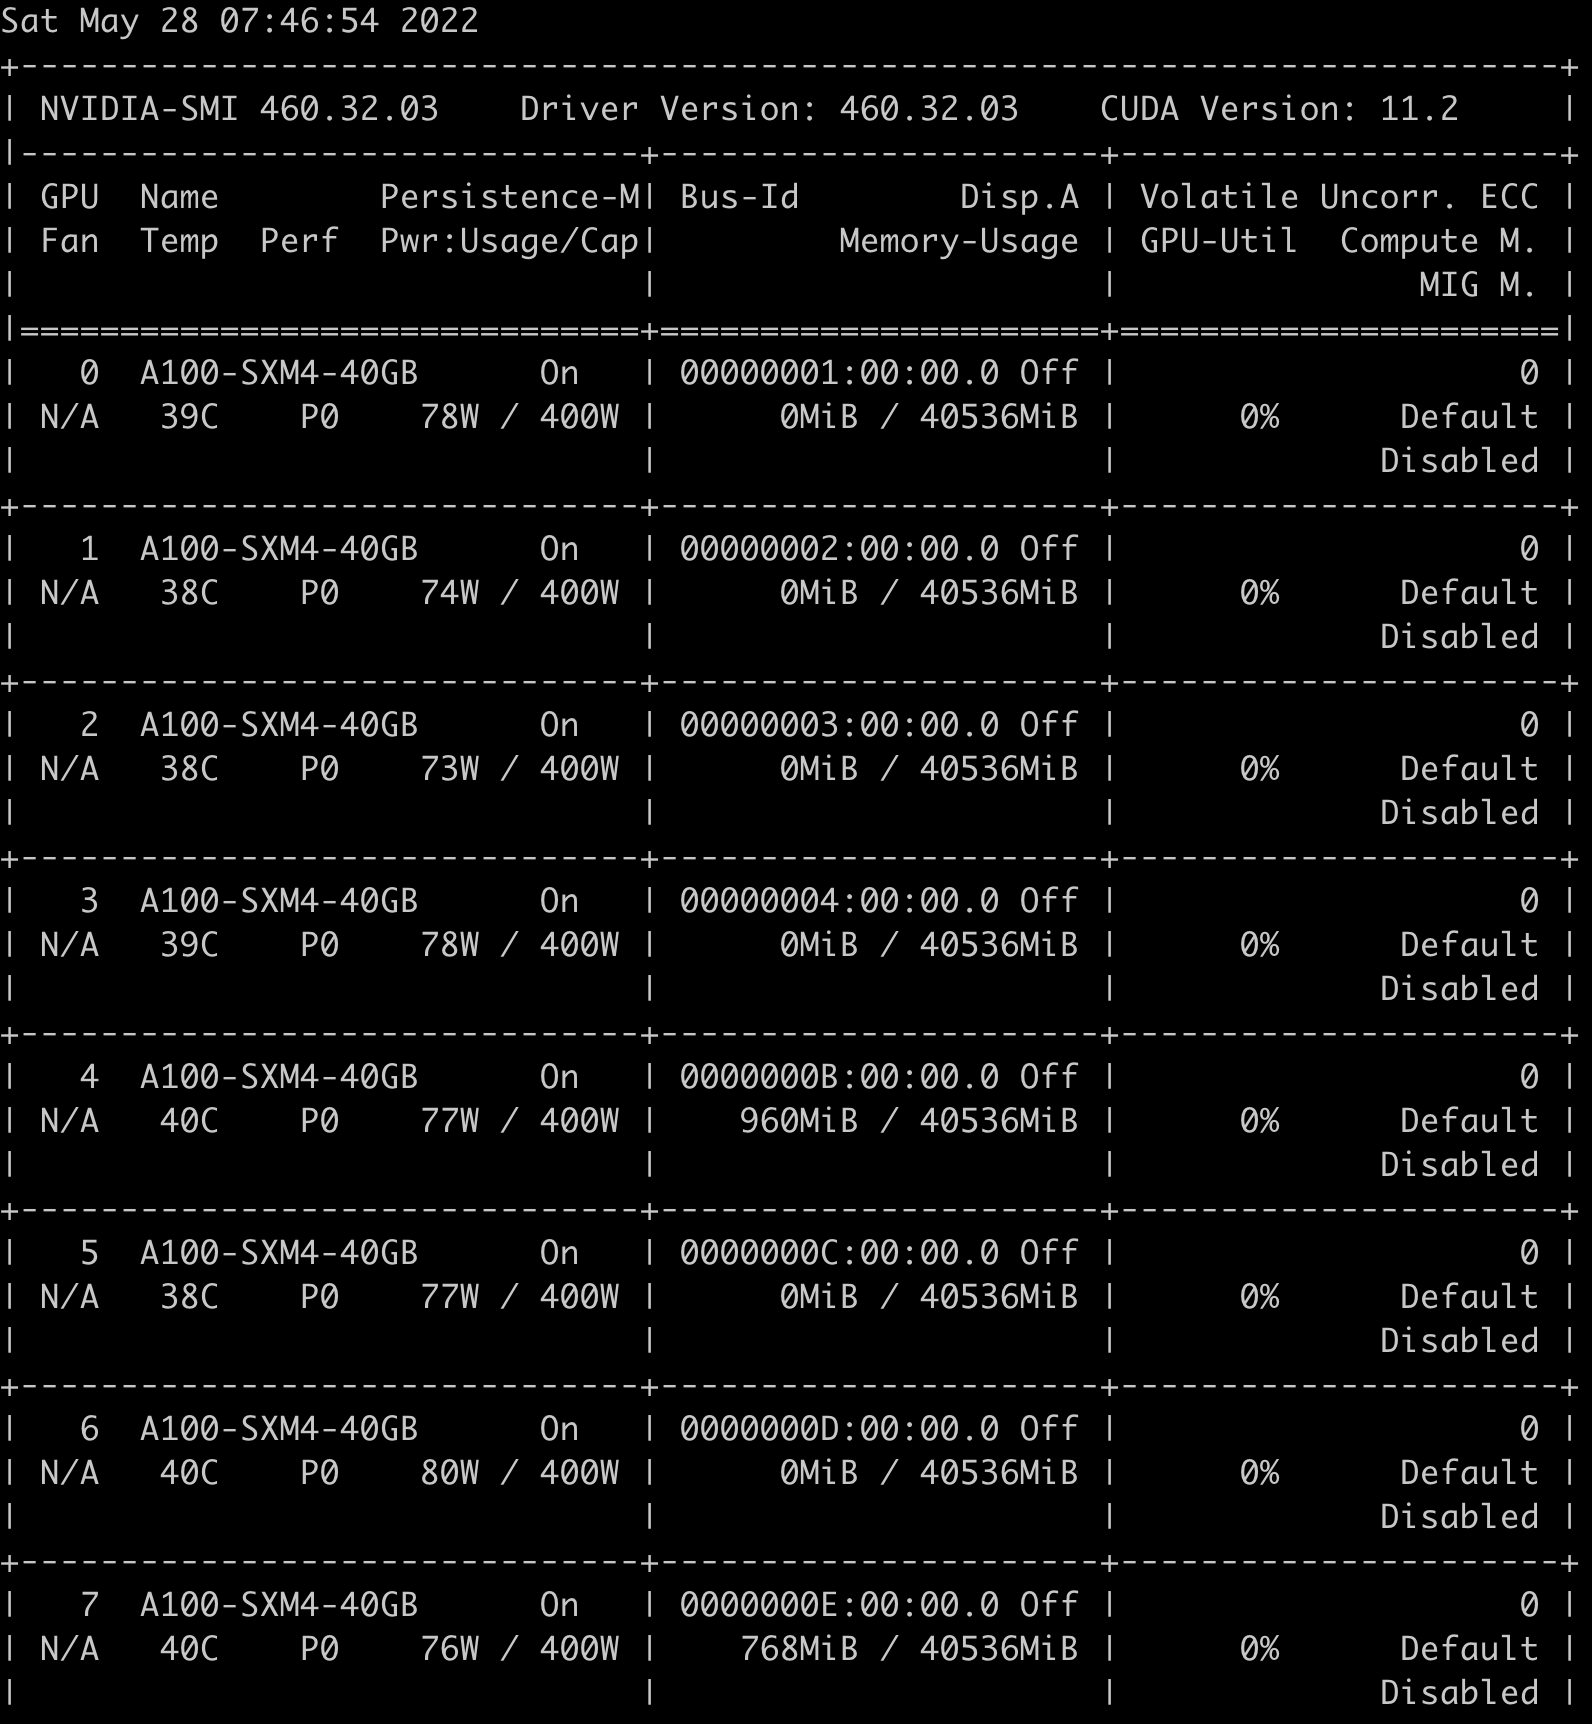 Sat May 28 07:46:54 2022
+-----------------------------------------------------------------------------+
| NVIDIA-SMI 460.32.03    Driver Version: 460.32.03    CUDA Version: 11.2     |
|-------------------------------+----------------------+----------------------+
| GPU  Name        Persistence-M| Bus-Id        Disp.A | Volatile Uncorr. ECC |
| Fan  Temp  Perf  Pwr:Usage/Cap|         Memory-Usage | GPU-Util  Compute M. |
|                               |                      |               MIG M. |
|===============================+======================+======================|
|   0  A100-SXM4-40GB      On   | 00000001:00:00.0 Off |                    0 |
| N/A   39C    P0    78W / 400W |      0MiB / 40536MiB |      0%      Default |
|                               |                      |             Disabled |
+-------------------------------+----------------------+----------------------+
|   1  A100-SXM4-40GB      On   | 00000002:00:00.0 Off |                    0 |
| N/A   38C    P0    74W / 400W |      0MiB / 40536MiB |      0%      Default |
|                               |                      |             Disabled |
+-------------------------------+----------------------+----------------------+
|   2  A100-SXM4-40GB      On   | 00000003:00:00.0 Off |                    0 |
| N/A   38C    P0    73W / 400W |      0MiB / 40536MiB |      0%      Default |
|                               |                      |             Disabled |
+-------------------------------+----------------------+----------------------+
|   3  A100-SXM4-40GB      On   | 00000004:00:00.0 Off |                    0 |
| N/A   39C    P0    78W / 400W |      0MiB / 40536MiB |      0%      Default |
|                               |                      |             Disabled |
+-------------------------------+----------------------+----------------------+
|   4  A100-SXM4-40GB      On   | 0000000B:00:00.0 Off |                    0 |
| N/A   40C    P0    77W / 400W |    960MiB / 40536MiB |      0%      Default |
|                               |                      |             Disabled |
+-------------------------------+----------------------+----------------------+
|   5  A100-SXM4-40GB      On   | 0000000C:00:00.0 Off |                    0 |
| N/A   38C    P0    77W / 400W |      0MiB / 40536MiB |      0%      Default |
|                               |                      |             Disabled |
+-------------------------------+----------------------+----------------------+
|   6  A100-SXM4-40GB      On   | 0000000D:00:00.0 Off |                    0 |
| N/A   40C    P0    80W / 400W |      0MiB / 40536MiB |      0%      Default |
|                               |                      |             Disabled |
+-------------------------------+----------------------+----------------------+
|   7  A100-SXM4-40GB      On   | 0000000E:00:00.0 Off |                    0 |
| N/A   40C    P0    76W / 400W |    768MiB / 40536MiB |      0%      Default |
|                               |                      |             Disabled |